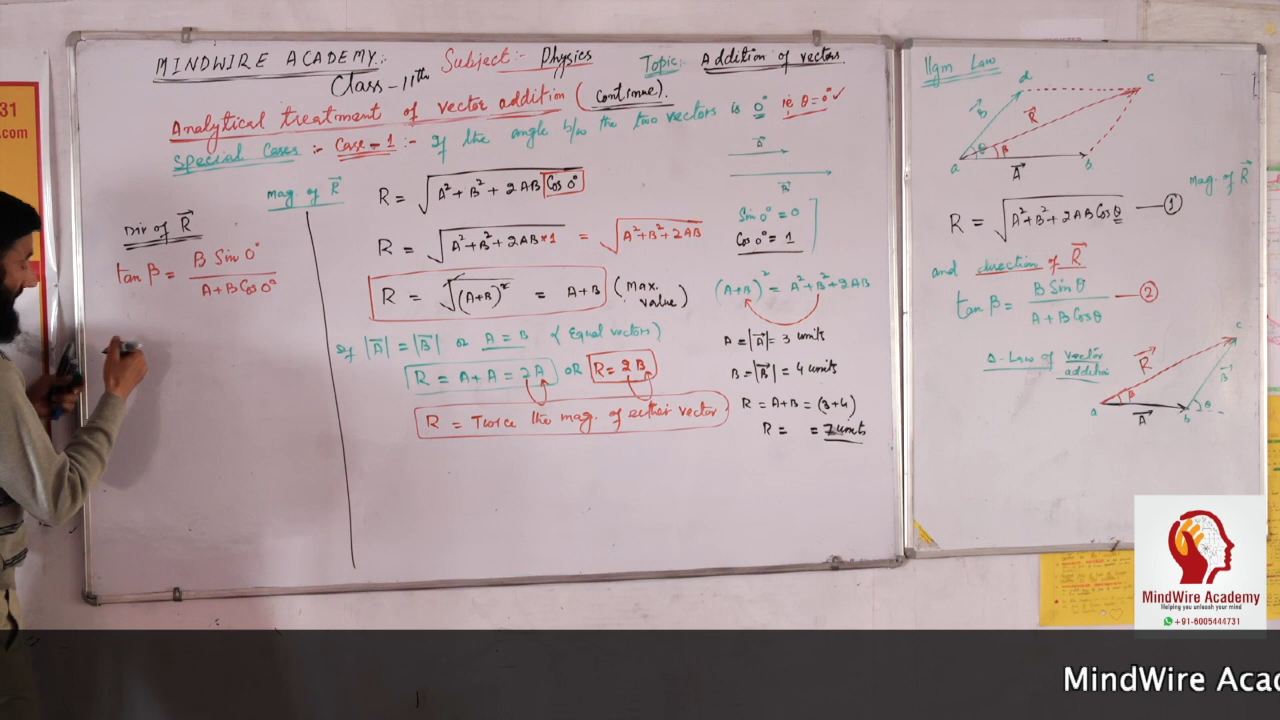 MINDWIRE ACADEMY:-
Subject:- Physics
Topic:- Addition of vectors
Class-11th
Analytical treatment of vector addition (Continue).
Special Cases :- Case-1 :- If the angle b/w the two vectors is 0° ie θ=0° ✓
A⃗
B⃗
mag. of R⃗
R = √(A²+B²+2AB Cos 0°)
Sin 0° = 0
Cos 0° = 1
R = √(A²+B²+2AB*1) = √(A²+B²+2AB)
R = √(A+B)² = A+B (Max. value)
(A+B)² = A²+B²+2AB
If |A⃗| = |B⃗| or A = B (Equal vectors)
R = A+A = 2A OR R = 2B
R = Twice the mag. of either vector
A = |A⃗| = 3 units
B = |B⃗| = 4 units
R = A+B = (3+4)
R = = 7 units
Dir of R⃗
tan β = B Sin 0° / A+B Cos 0°
llgm Law
d
c
B⃗
R⃗
θ
β
a
A⃗
b
mag. of R⃗
R = √(A²+B²+2AB Cosθ) — ①
and direction of R⃗
tan β = B Sinθ / A+B Cosθ — ②
Δ-Law of vector
addition
c
R⃗
B⃗
β
θ
a
A⃗
b
31
.com
MindWire Academy
Helping you unleash your mind
+91-6005444731
MindWire Acad